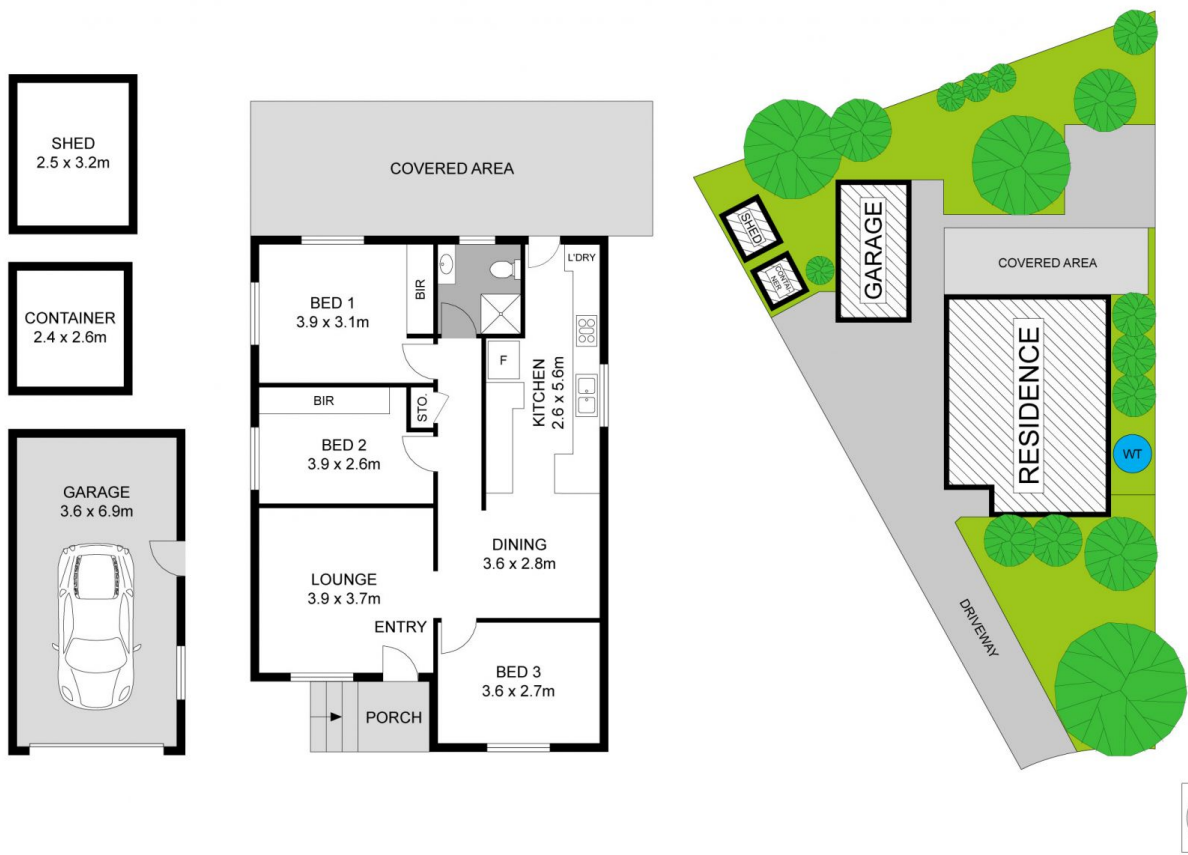 SHED
2.5 x 3.2m
CONTAINER
2.4 x 2.6m
GARAGE
3.6 x 6.9m
COVERED AREA
BED 1
3.9 x 3.1m
BIR
L'DRY
F
KITCHEN
2.6 x 5.6m
BIR
STO.
BED 2
3.9 x 2.6m
DINING
3.6 x 2.8m
LOUNGE
3.9 x 3.7m
ENTRY
BED 3
3.6 x 2.7m
PORCH
SHED
CONTAI
NER
GARAGE
COVERED AREA
RESIDENCE
WT
DRIVEWAY